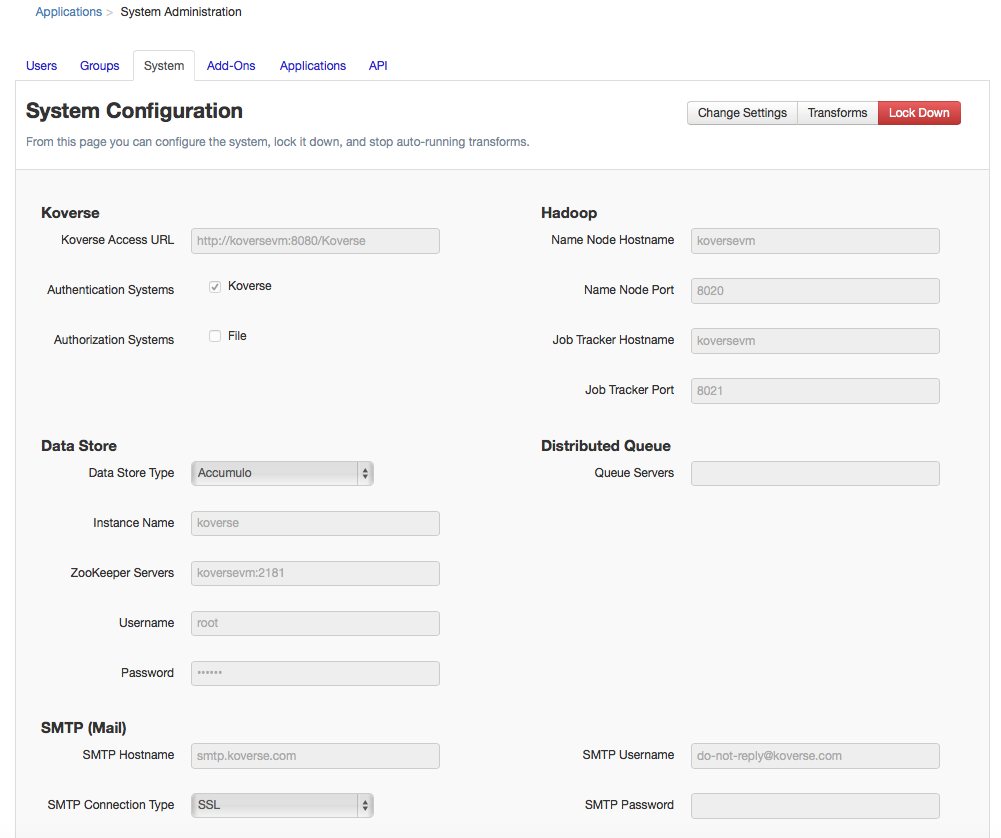 Applications > System Administration
Users Groups System Add-Ons Applications API
System Configuration
Change Settings Transforms Lock Down
From this page you can configure the system, lock it down, and stop auto-running transforms.
Koverse
Koverse Access URL http://koversevm:8080/Koverse
Authentication Systems Koverse
Authorization Systems File
Hadoop
Name Node Hostname koversevm
Name Node Port 8020
Job Tracker Hostname koversevm
Job Tracker Port 8021
Data Store
Data Store Type Accumulo
Instance Name koverse
ZooKeeper Servers koversevm:2181
Username root
Password ••••••
Distributed Queue
Queue Servers
SMTP (Mail)
SMTP Hostname smtp.koverse.com
SMTP Connection Type SSL
SMTP Username do-not-reply@koverse.com
SMTP Password